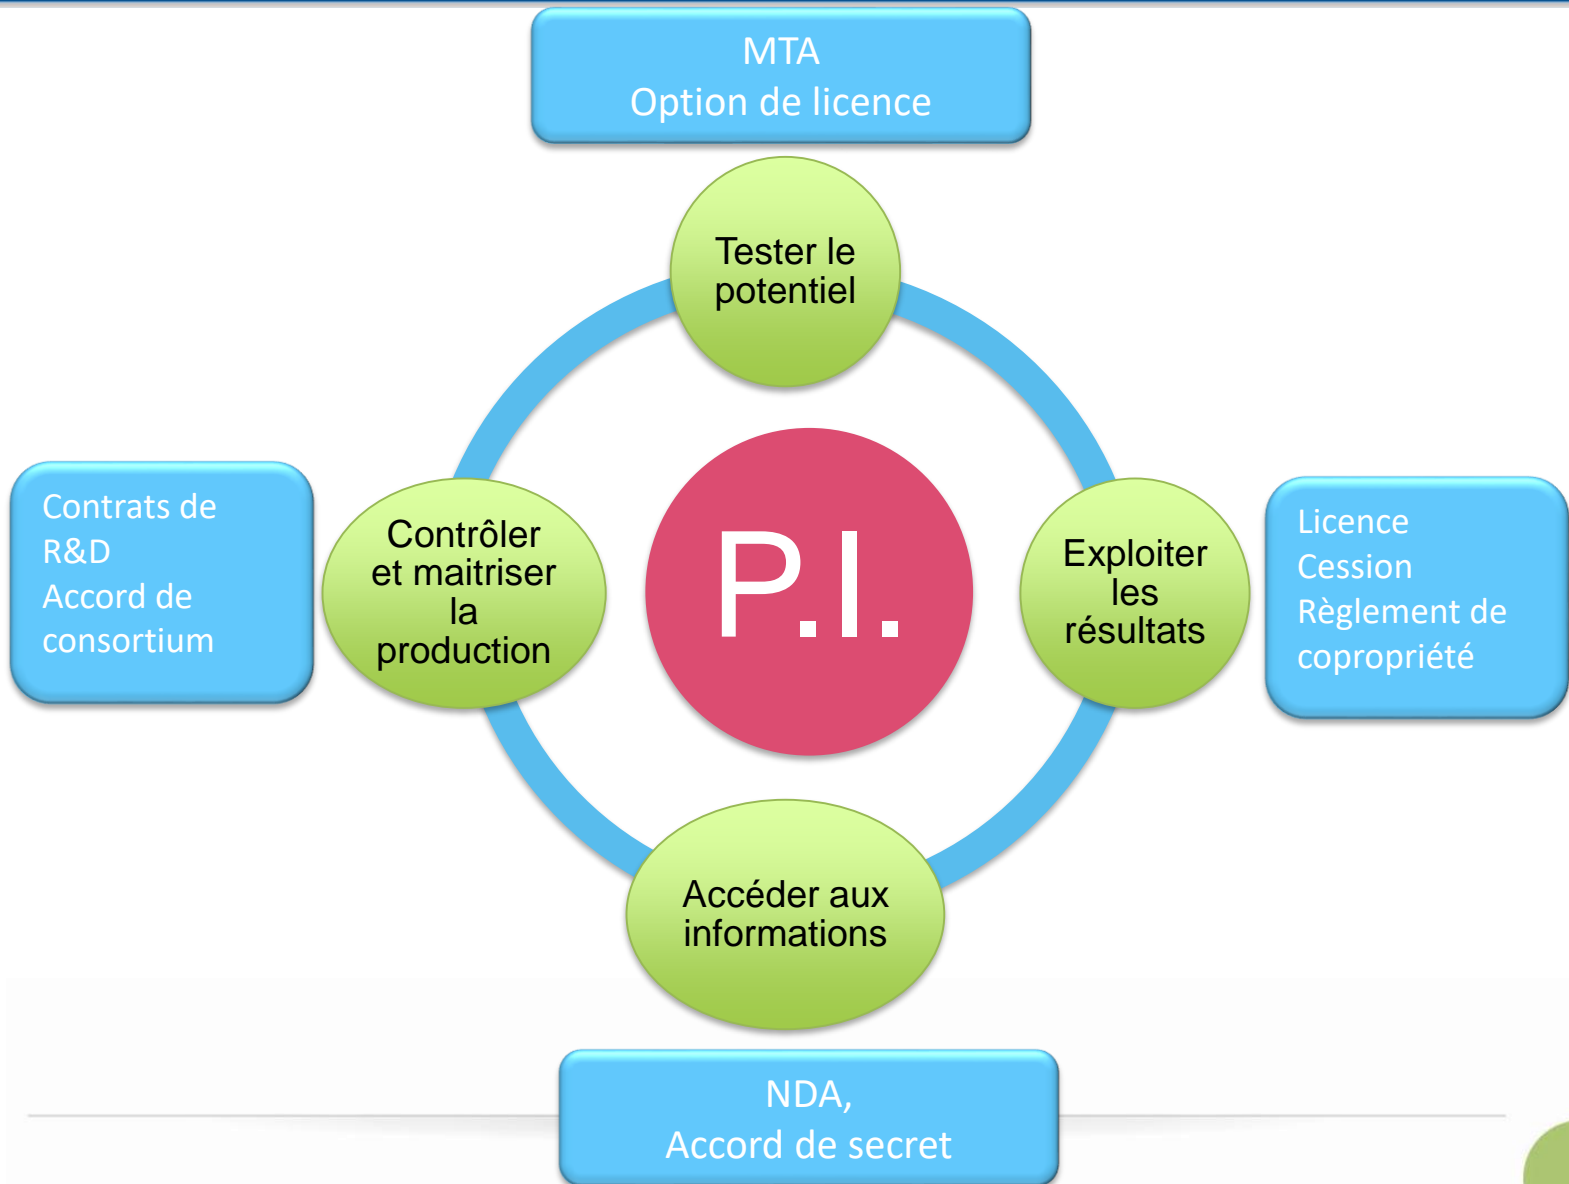 MTA
Option de licence
Tester le
potentiel
Contrats de
R&D
Accord de
consortium
Contrôler
et maitriser
la
production
P.I.
Exploiter
les
résultats
Licence
Cession
Règlement de
copropriété
Accéder aux
informations
NDA,
Accord de secret